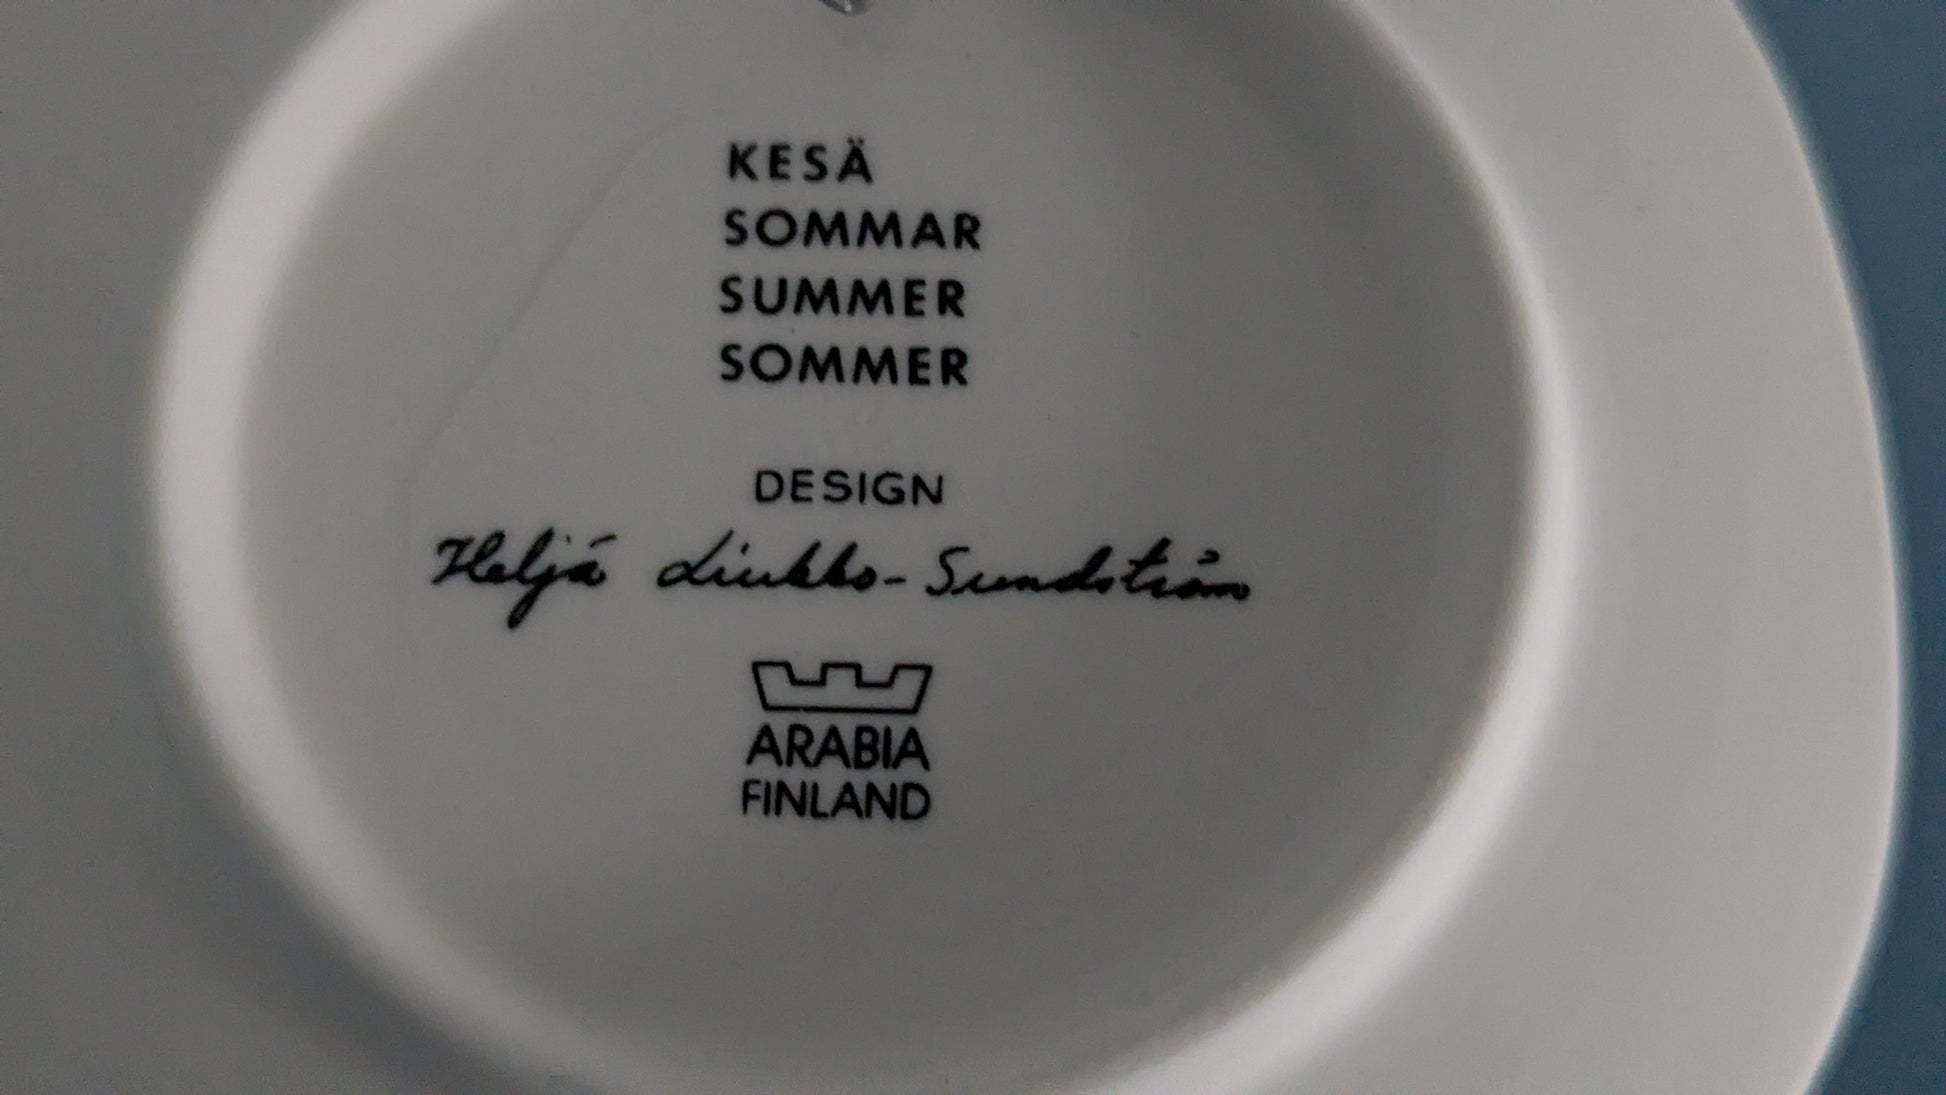 KESÄ
SOMMAR
SUMMER
SOMMER
DESIGN
Heljä Liukko-Sundström
ARABIA
FINLAND